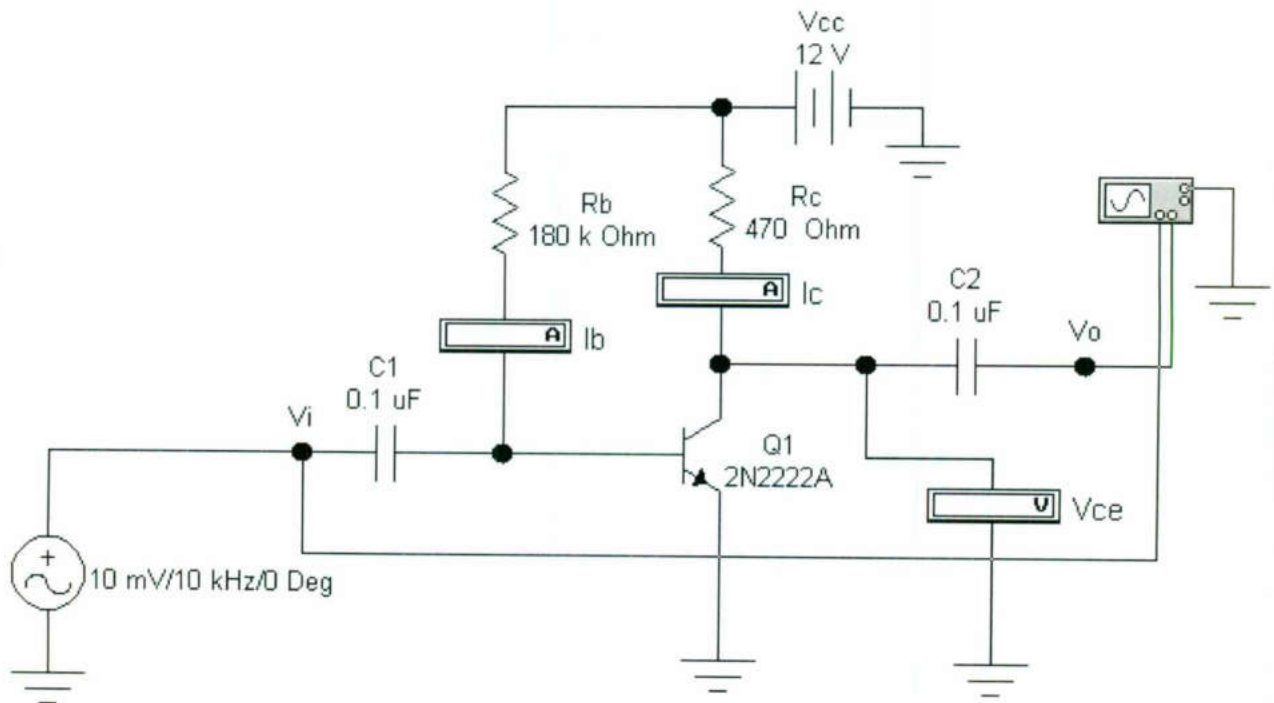 Vcc
12 V
Rb
180 k Ohm
Rc
470 Ohm
A Ic
A Ib
C1
0.1 uF
C2
0.1 uF
Vo
Vi
Q1
2N2222A
V Vce
+
10 mV/10 kHz/0 Deg